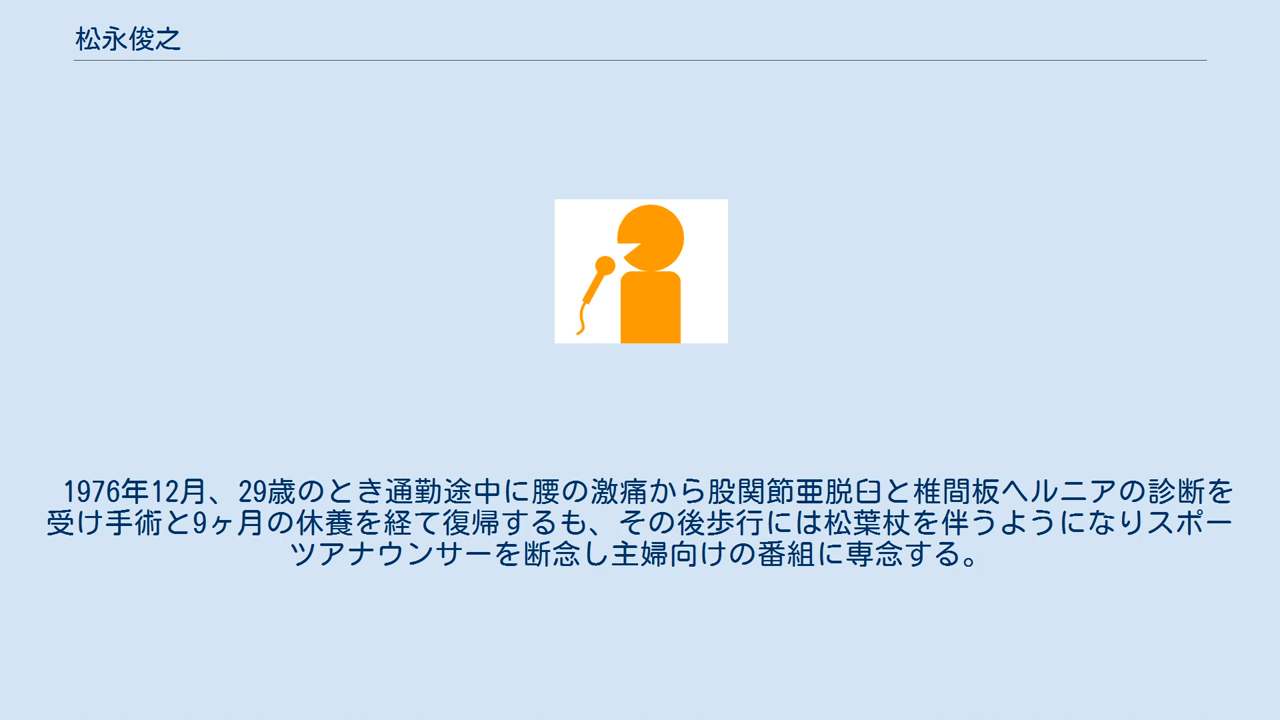 松永俊之
1976年12月、29歳のとき通勤途中に腰の激痛から股関節亜脱臼と椎間板ヘルニアの診断を
受け手術と9ヶ月の休養を経て復帰するも、その後歩行には松葉杖を伴うようになりスポー
ツアナウンサーを断念し主婦向けの番組に専念する。